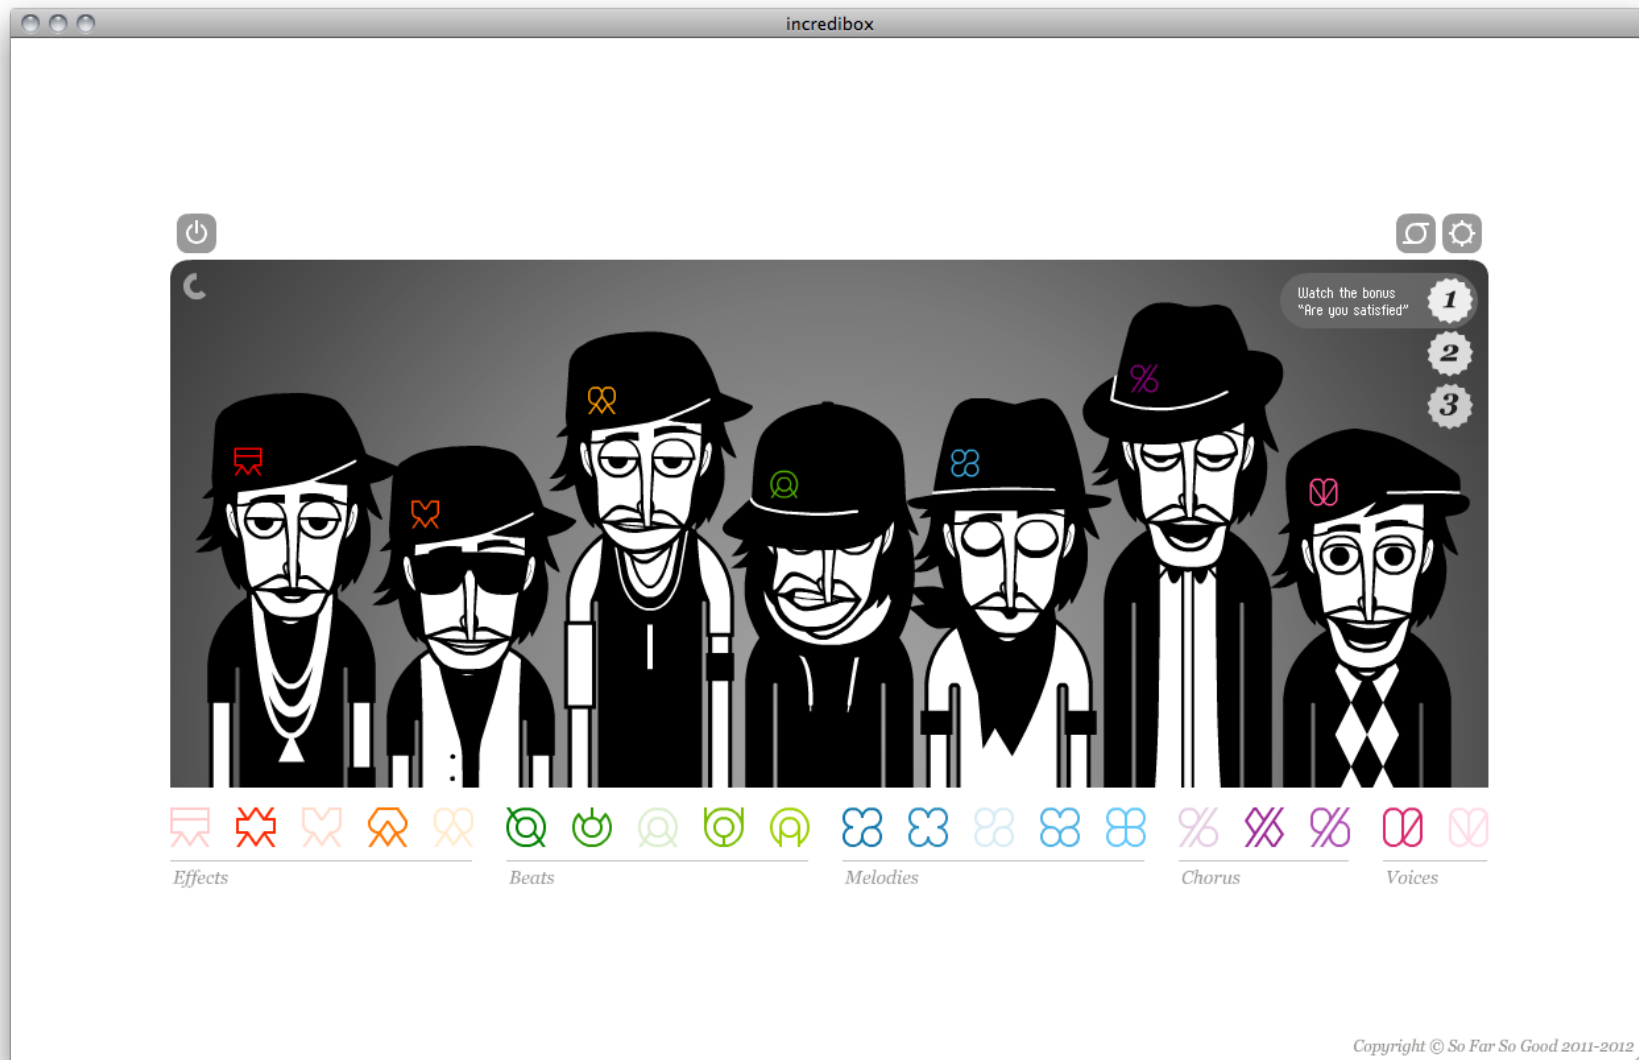 incredibox
Watch the bonus
"Are you satisfied"
1
2
3
Effects
Beats
Melodies
Chorus
Voices
Copyright © So Far So Good 2011-2012